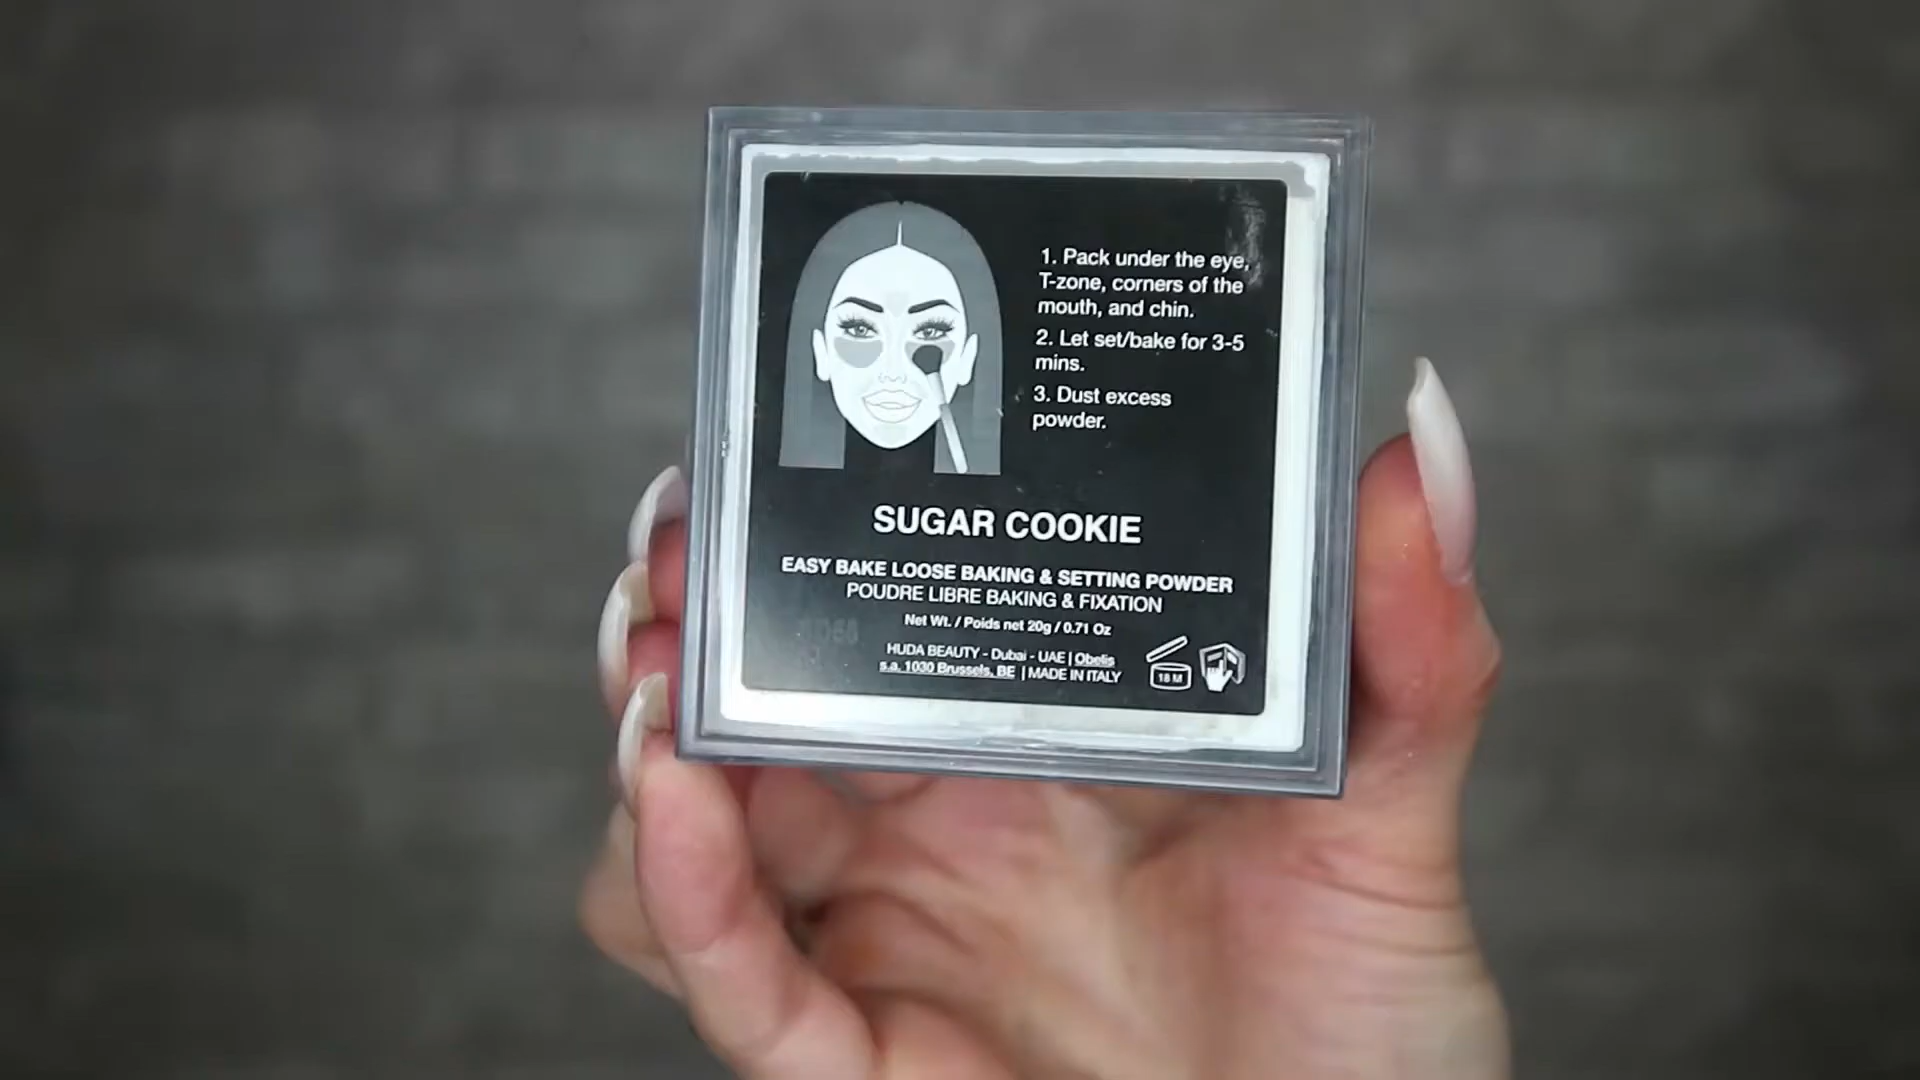 1. Pack under the eye,
T-zone, corners of the
mouth, and chin.
2. Let set/bake for 3-5
mins.
3. Dust excess
powder.
SUGAR COOKIE
EASY BAKE LOOSE BAKING & SETTING POWDER
POUDRE LIBRE BAKING & FIXATION
Net Wt. / Poids net 20g / 0.71 Oz
HUDA BEAUTY - Dubai - UAE | Obelis
s.a. 1030 Brussels, BE | MADE IN ITALY
18 M